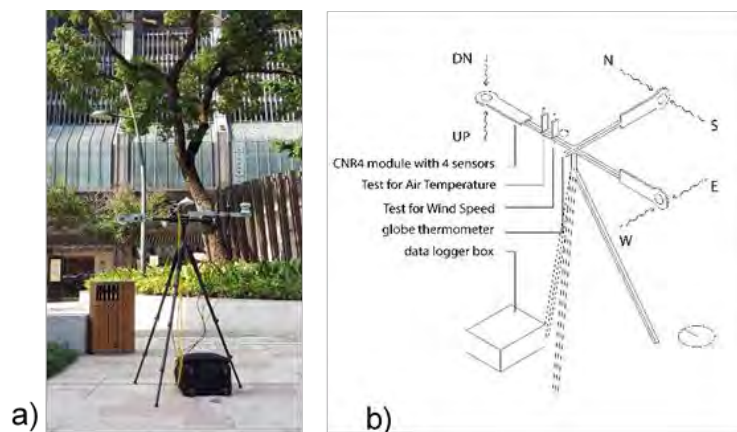 DN
N
S
UP
CNR4 module with 4 sensors
Test for Air Temperature
E
Test for Wind Speed
globe thermometer
W
data logger box
a)
b)